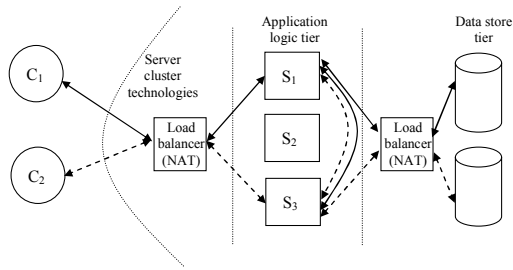 Application
logic tier
Data store
tier
Server
cluster
technologies
C1
C2
Load
balancer
(NAT)
S1
S2
S3
Load
balancer
(NAT)